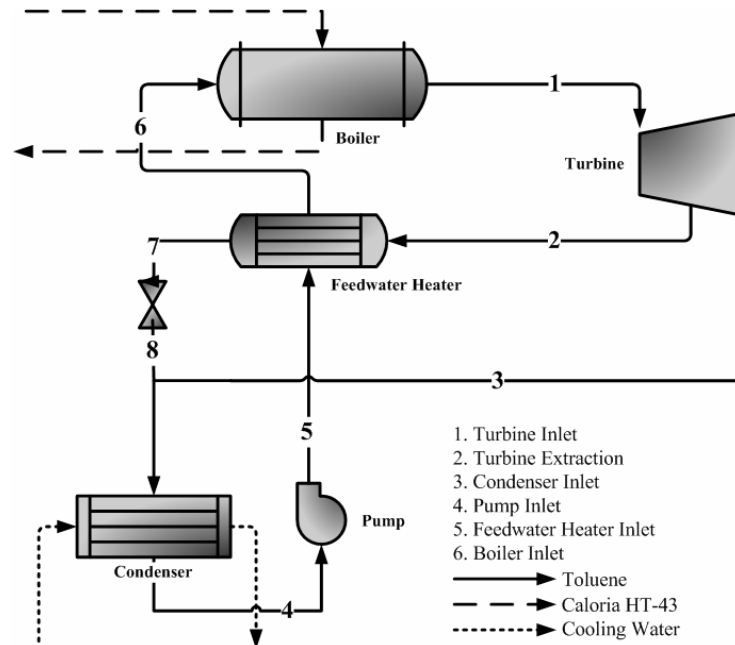 1
6
Boiler
Turbine
7
2
Feedwater Heater
8
3
5
1. Turbine Inlet
2. Turbine Extraction
3. Condenser Inlet
4. Pump Inlet
5. Feedwater Heater Inlet
6. Boiler Inlet
Pump
Condenser
4
Toluene
Caloria HT-43
Cooling Water